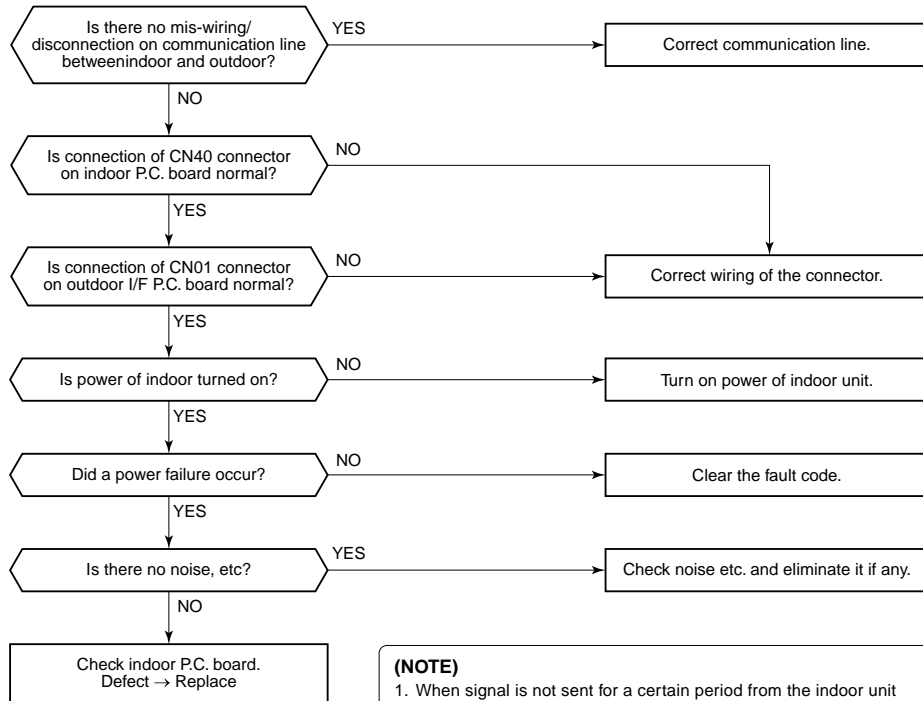 Is there no mis-wiring/
disconnection on communication line
betweenindoor and outdoor?
YES
Correct communication line.
NO
Is connection of CN40 connector
on indoor P.C. board normal?
NO
YES
Is connection of CN01 connector
on outdoor I/F P.C. board normal?
NO
Correct wiring of the connector.
YES
Is power of indoor turned on?
NO
Turn on power of indoor unit.
YES
Did a power failure occur?
NO
Clear the fault code.
YES
Is there no noise, etc?
YES
Check noise etc. and eliminate it if any.
NO
Check indoor P.C. board.
Defect → Replace
(NOTE)
1. When signal is not sent for a certain period from the indoor unit